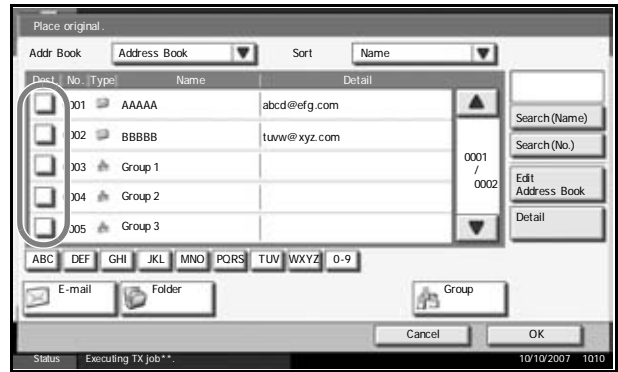 Place original.
Addr Book Address Book Sort Name
Dest. No. Type Name Detail
001 AAAAA abcd@efg.com
002 BBBBB tuvw@xyz.com
003 Group 1
004 Group 2
005 Group 3
0001
/
0002
Search(Name)
Search(No.)
Edit
Address Book
Detail
ABC DEF GHI JKL MNO PQRS TUV WXYZ 0-9
E-mail Folder Group
Cancel OK
Status Executing TX job**. 10/10/2007 1010